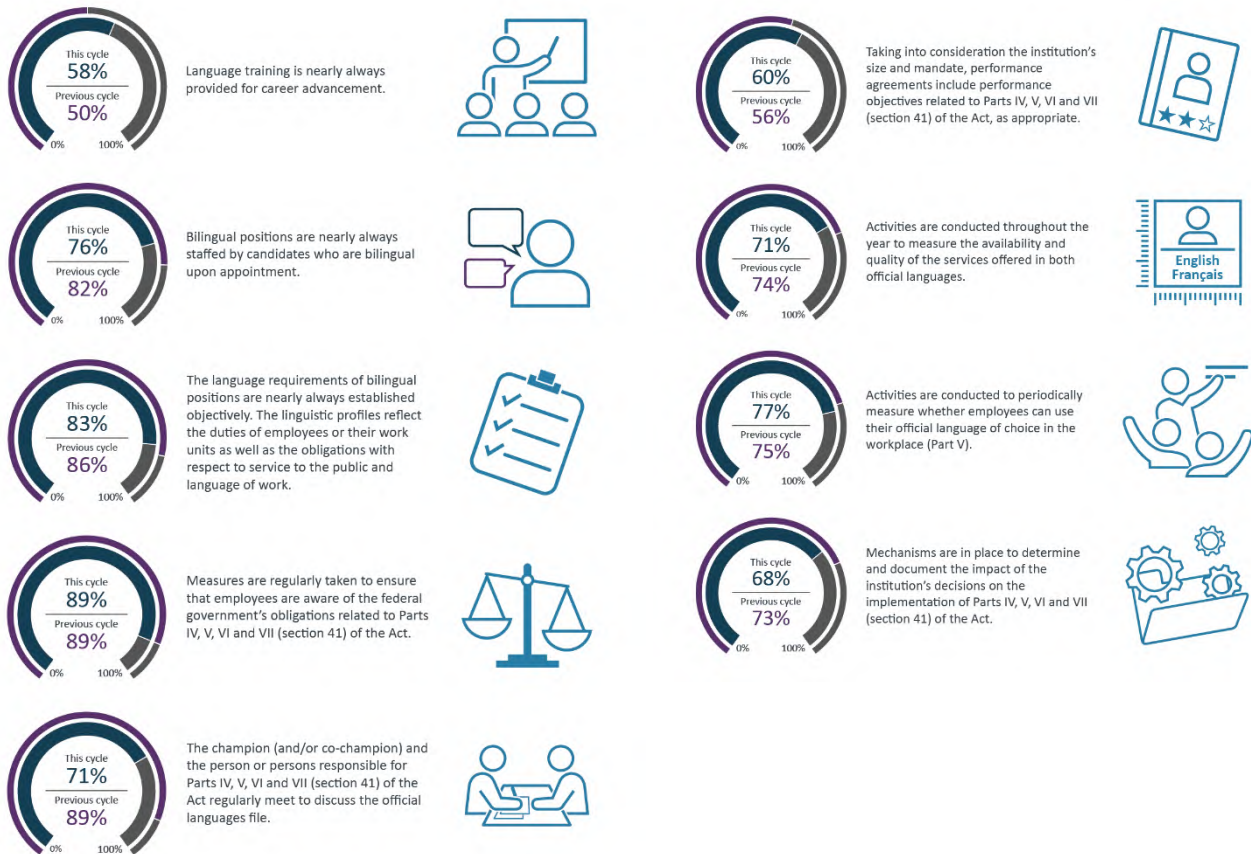 This cycle
58%
Previous cycle
50%
0% 100%
Language training is nearly always
provided for career advancement.
This cycle
76%
Previous cycle
82%
0% 100%
Bilingual positions are nearly always
staffed by candidates who are bilingual
upon appointment.
This cycle
83%
Previous cycle
86%
0% 100%
The language requirements of bilingual
positions are nearly always established
objectively. The linguistic profiles reflect
the duties of employees or their work
units as well as the obligations with
respect to service to the public and
language of work.
This cycle
89%
Previous cycle
89%
0% 100%
Measures are regularly taken to ensure
that employees are aware of the federal
government's obligations related to Parts
IV, V, VI and VII (section 41) of the Act.
This cycle
71%
Previous cycle
89%
0% 100%
The champion (and/or co-champion) and
the person or persons responsible for
Parts IV, V, VI and VII (section 41) of the
Act regularly meet to discuss the official
languages file.
This cycle
60%
Previous cycle
56%
0% 100%
Taking into consideration the institution's
size and mandate, performance
agreements include performance
objectives related to Parts IV, V, VI and VII
(section 41) of the Act, as appropriate.
This cycle
71%
Previous cycle
74%
0% 100%
Activities are conducted throughout the
year to measure the availability and
quality of the services offered in both
official languages.
English
Français
This cycle
77%
Previous cycle
75%
0% 100%
Activities are conducted to periodically
measure whether employees can use
their official language of choice in the
workplace (Part V).
This cycle
68%
Previous cycle
73%
0% 100%
Mechanisms are in place to determine
and document the impact of the
institution's decisions on the
implementation of Parts IV, V, VI and VII
(section 41) of the Act.